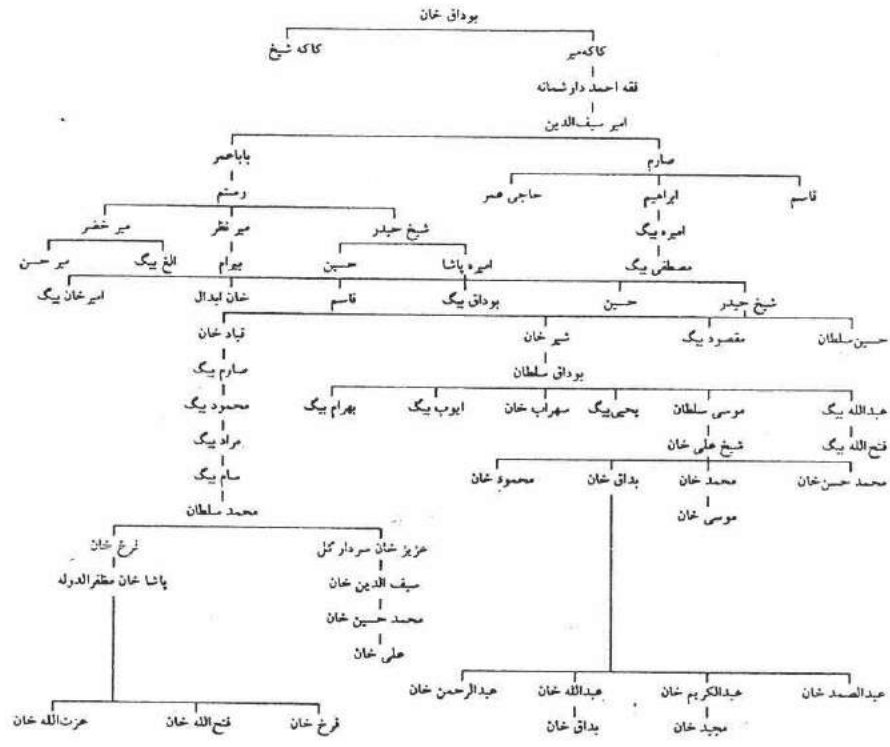 بوداق خان
کاکه‌میر کاکه شیخ
فقه احمد دارشمانه
امیر سیف‌الدین
صارم باباعمر
قاسم ابراهیم حاجی عمر رستم
امیره بیگ شیخ حیدر میر نظر میر خضر
مصطفی بیگ امیره پاشا حسین بیرام الغ بیگ میر حسن
شیخ حیدر حسین بوداق بیگ قاسم خان ابدال امیرخان بیگ
حسین سلطان مقصود بیگ شیر خان قباد خان
بوداق سلطان صارم بیگ
عبدالله بیگ موسی سلطان یحیی‌بیگ سهراب خان ایوب بیگ بهرام بیگ محمود بیگ
فتح‌الله بیگ شیخ علی خان مراد بیگ
محمد حسن‌خان محمد خان بداق خان محمود خان سام بیگ
موسی خان محمد سلطان
عزیز خان سردار کل فرخ خان
سیف الدین خان پاشا خان مظفرالدوله
محمد حسین خان
علی خان
عبدالصمد خان عبدالکریم خان عبدالله خان عبدالرحمن خان
مجید خان بداق خان فرخ خان فتح‌الله خان عزت‌الله خان